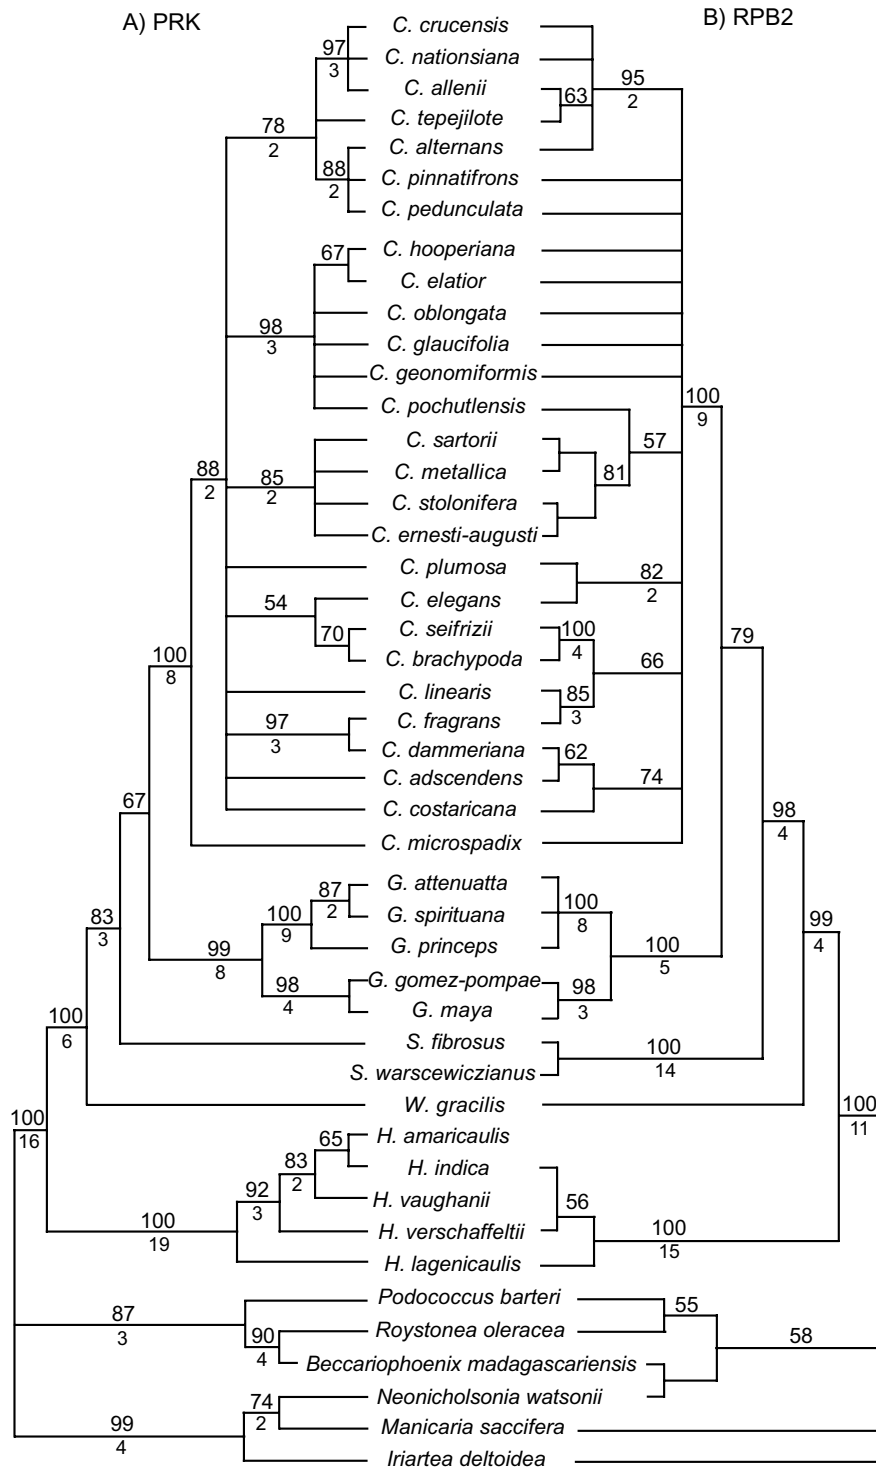 A) PRK
B) RPB2
C. crucensis
97
3
C. nationsiana
95
2
C. allenii
63
C. tepejilote
78
2
C. alternans
88
2
C. pinnatifrons
C. pedunculata
C. hooperiana
67
C. elatior
C. oblongata
98
3
C. glaucifolia
C. geonomiformis
100
9
C. pochutlensis
C. sartorii
57
88
2
85
2
C. metallica
81
C. stolonifera
C. ernesti-augusti
C. plumosa
82
2
54
C. elegans
C. seifrizii
100
4
70
79
100
8
C. brachypoda
66
C. linearis
85
3
97
3
C. fragrans
C. dammeriana
62
C. adscendens
74
67
C. costaricana
98
4
C. microspadix
G. attenuatta
87
2
100
8
G. spirituana
83
3
100
9
99
4
G. princeps
99
8
100
5
G. gomez-pompae
98
4
98
3
G. maya
100
6
S. fibrosus
100
14
S. warscewiczianus
W. gracilis
100
16
100
11
H. amaricaulis
65
H. indica
83
2
H. vaughanii
92
3
56
H. verschaffeltii
100
19
100
15
H. lagenicaulis
Podococcus barteri
87
3
55
Roystonea oleracea
90
4
58
Beccariophoenix madagascariensis
Neonicholsonia watsonii
74
2
Manicaria saccifera
99
4
Iriartea deltoidea